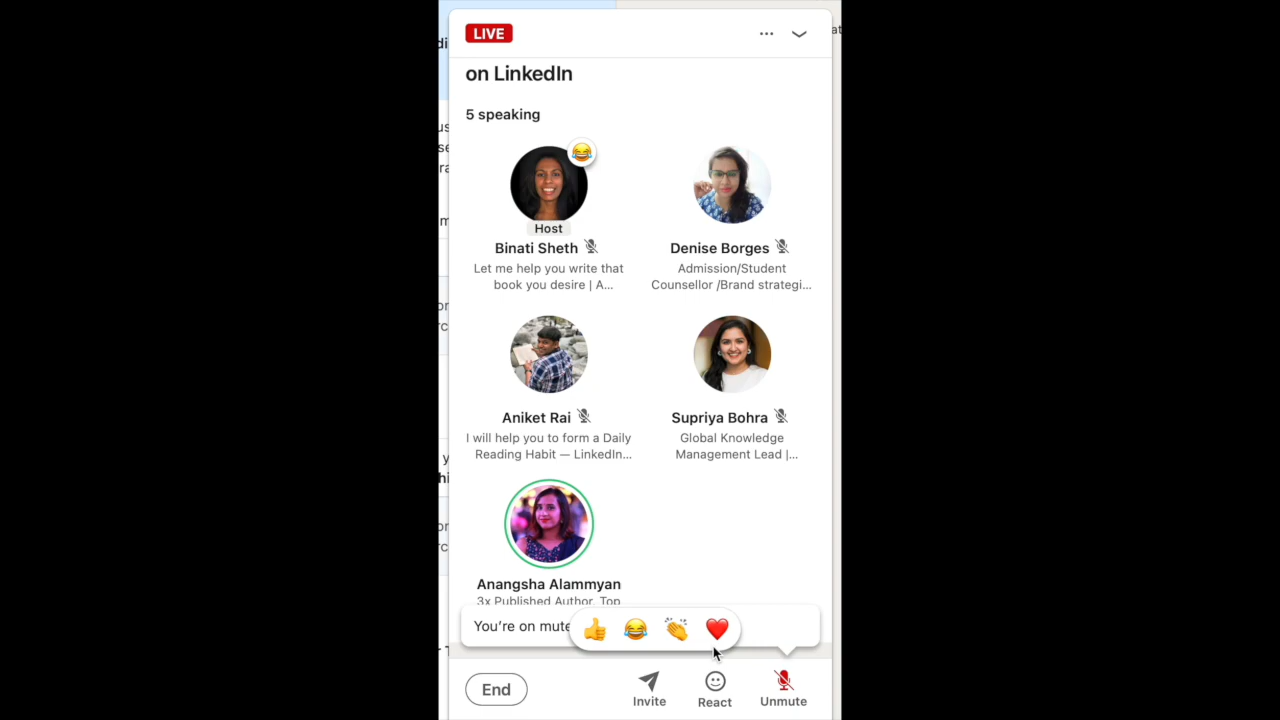 LIVE
on LinkedIn
5 speaking
Host
Binati Sheth
Let me help you write that
book you desire | A...
Denise Borges
Admission/Student
Counsellor /Brand strategi...
Aniket Rai
I will help you to form a Daily
Reading Habit — LinkedIn...
Supriya Bohra
Global Knowledge
Management Lead |...
Anangsha Alammyan
3x Published Author, Top
You're on mute
End
Invite
React
Unmute